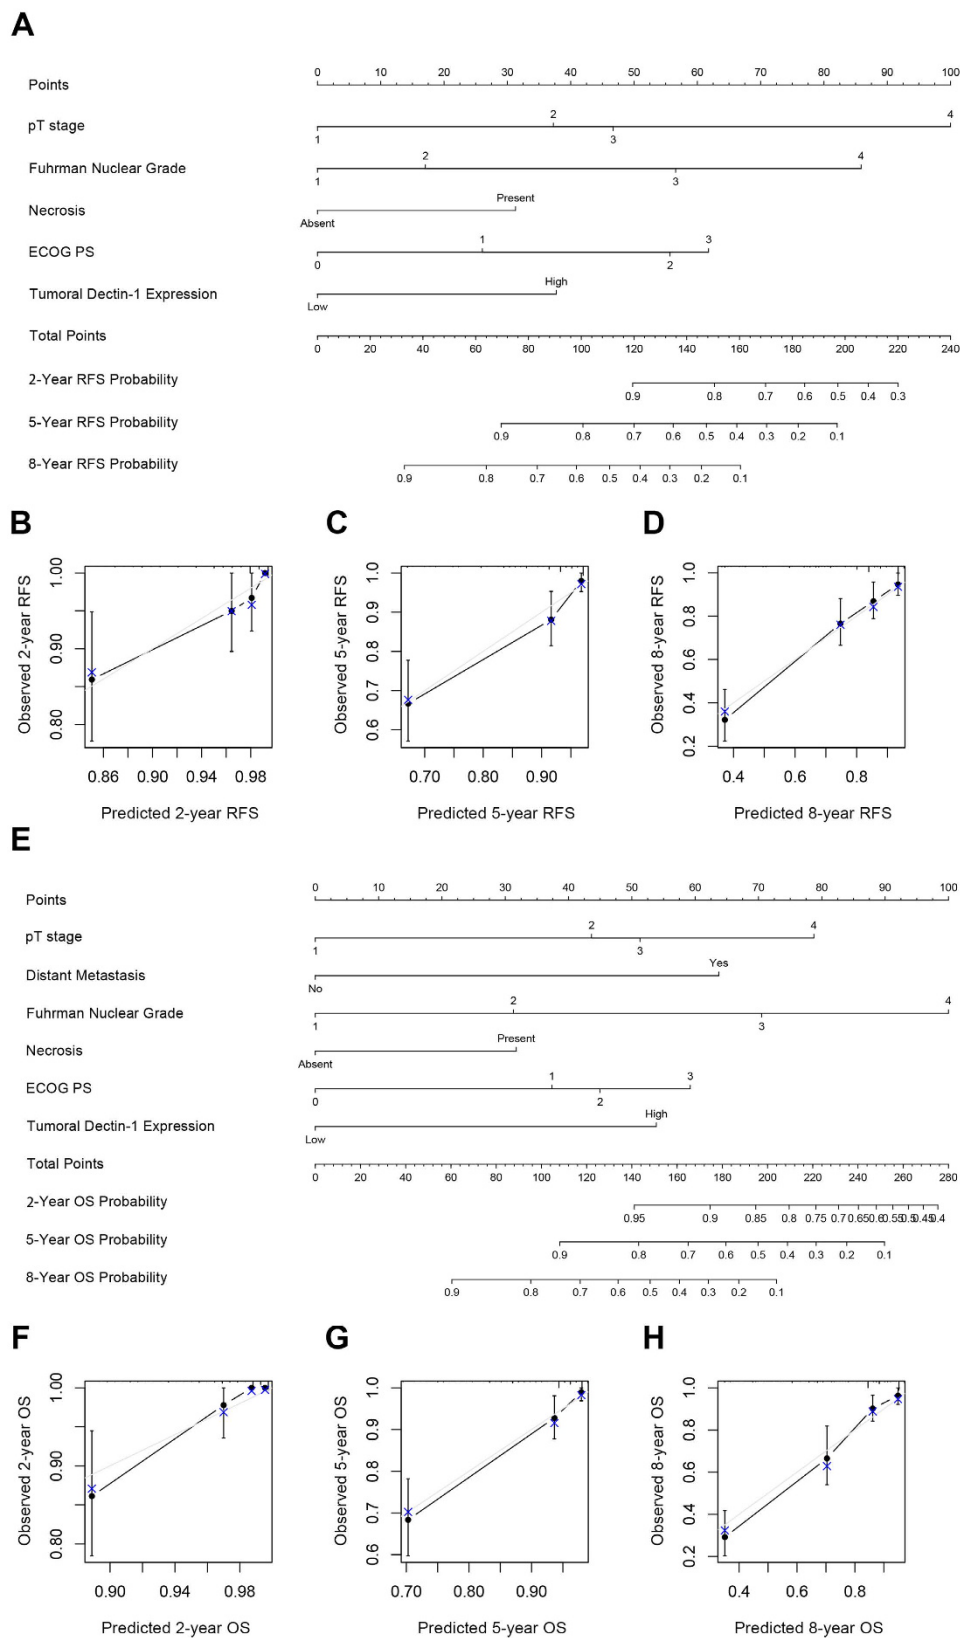 A
Points
0 10 20 30 40 50 60 70 80 90 100
pT stage
2 4
1 3
Fuhrman Nuclear Grade
2 4
1 3
Necrosis
Present
Absent
ECOG PS
1 3
0 2
Tumoral Dectin-1 Expression
High
Low
Total Points
0 20 40 60 80 100 120 140 160 180 200 220 240
2-Year RFS Probability
0.9 0.8 0.7 0.6 0.5 0.4 0.3
5-Year RFS Probability
0.9 0.8 0.7 0.6 0.5 0.4 0.3 0.2 0.1
8-Year RFS Probability
0.9 0.8 0.7 0.6 0.5 0.4 0.3 0.2 0.1
B
Observed 2-year RFS
1.00
0.90
0.80
0.86 0.90 0.94 0.98
Predicted 2-year RFS
C
Observed 5-year RFS
1.0
0.9
0.8
0.7
0.6
0.70 0.80 0.90
Predicted 5-year RFS
D
Observed 8-year RFS
1.0
0.8
0.6
0.4
0.2
0.4 0.6 0.8
Predicted 8-year RFS
E
Points
0 10 20 30 40 50 60 70 80 90 100
pT stage
2 4
1 3
Distant Metastasis
Yes
No
Fuhrman Nuclear Grade
2 4
1 3
Necrosis
Present
Absent
ECOG PS
1 3
0 2
Tumoral Dectin-1 Expression
High
Low
Total Points
0 20 40 60 80 100 120 140 160 180 200 220 240 260 280
2-Year OS Probability
0.95 0.9 0.85 0.8 0.75 0.7 0.65 0.6 0.55 0.5 0.45 0.4
5-Year OS Probability
0.9 0.8 0.7 0.6 0.5 0.4 0.3 0.2 0.1
8-Year OS Probability
0.9 0.8 0.7 0.6 0.5 0.4 0.3 0.2 0.1
F
Observed 2-year OS
1.00
0.90
0.80
0.90 0.94 0.98
Predicted 2-year OS
G
Observed 5-year OS
1.0
0.9
0.8
0.7
0.6
0.70 0.80 0.90
Predicted 5-year OS
H
Observed 8-year OS
1.0
0.8
0.6
0.4
0.2
0.4 0.6 0.8
Predicted 8-year OS